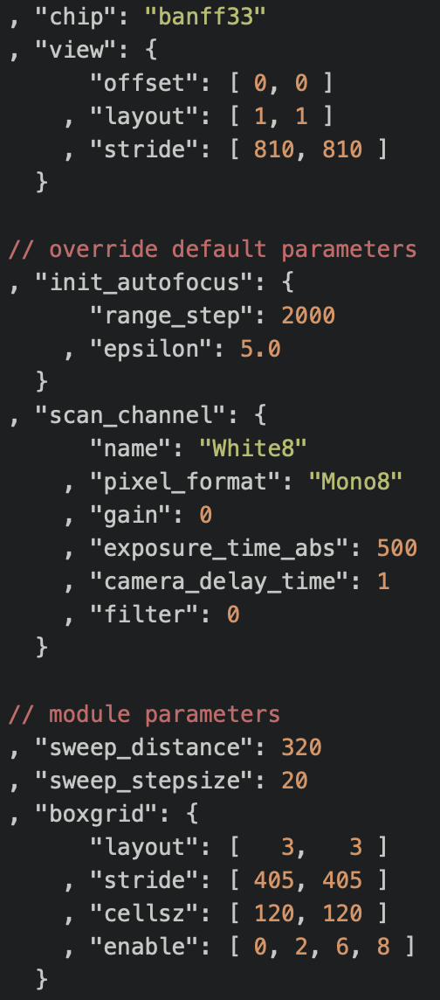 , "chip": "banff33"
, "view": {
      "offset": [ 0, 0 ]
    , "layout": [ 1, 1 ]
    , "stride": [ 810, 810 ]
  }

// override default parameters
, "init_autofocus": {
      "range_step": 2000
    , "epsilon": 5.0
  }
, "scan_channel": {
      "name": "White8"
    , "pixel_format": "Mono8"
    , "gain": 0
    , "exposure_time_abs": 500
    , "camera_delay_time": 1
    , "filter": 0
  }

// module parameters
, "sweep_distance": 320
, "sweep_stepsize": 20
, "boxgrid": {
      "layout": [   3,   3 ]
    , "stride": [ 405, 405 ]
    , "cellsz": [ 120, 120 ]
    , "enable": [ 0, 2, 6, 8 ]
  }